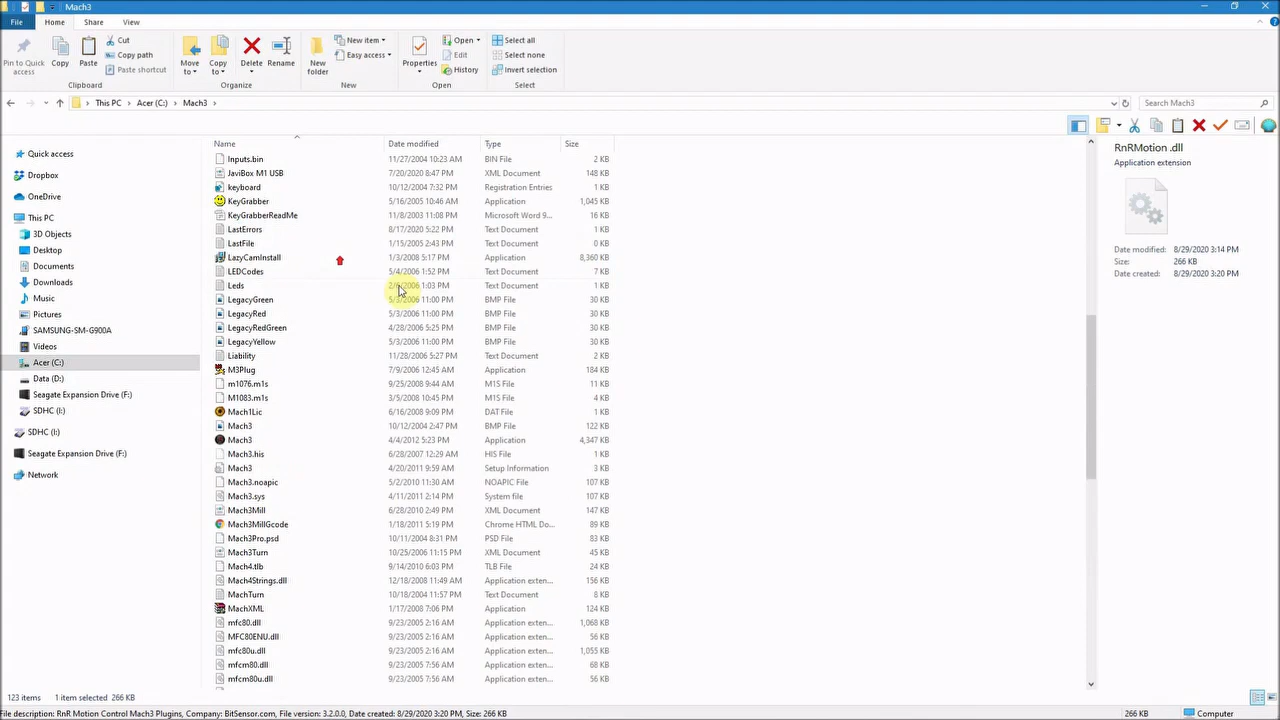 Mach3
File Home Share View
Pin to Quick access
Copy
Paste
Cut
Copy path
Paste shortcut
Clipboard
Move to
Copy to
Delete
Rename
Organize
New folder
New item
Easy access
New
Properties
Open
Edit
History
Open
Select all
Select none
Invert selection
Select
This PC Acer (C:) Mach3
Search Mach3
Quick access
Dropbox
OneDrive
This PC
3D Objects
Desktop
Documents
Downloads
Music
Pictures
SAMSUNG-SM-G900A
Videos
Acer (C:)
Data (D:)
Seagate Expansion Drive (F:)
SDHC (I:)
SDHC (I:)
Seagate Expansion Drive (F:)
Network
Name Date modified Type Size
Inputs.bin 11/27/2004 10:23 AM BIN File 2 KB
JaviBox M1 USB 7/20/2020 8:47 PM XML Document 148 KB
keyboard 10/12/2004 7:32 PM Registration Entries 1 KB
KeyGrabber 5/16/2005 10:46 AM Application 1,045 KB
KeyGrabberReadMe 11/8/2003 11:08 PM Microsoft Word 9... 16 KB
LastErrors 8/17/2020 5:22 PM Text Document 1 KB
LastFile 1/15/2005 2:43 PM Text Document 0 KB
LazyCamInstall 1/3/2008 5:17 PM Application 8,360 KB
LEDCodes 5/4/2006 1:52 PM Text Document 7 KB
Leds 1:03 PM Text Document 1 KB
LegacyGreen 5/3/2006 11:00 PM BMP File 30 KB
LegacyRed 5/3/2006 11:00 PM BMP File 30 KB
LegacyRedGreen 4/28/2006 5:25 PM BMP File 30 KB
LegacyYellow 5/3/2006 11:00 PM BMP File 30 KB
Liability 11/28/2006 5:27 PM Text Document 2 KB
M3Plug 7/9/2006 12:45 AM Application 184 KB
m1076.m1s 9/25/2008 9:44 AM M1S File 11 KB
M1083.m1s 3/5/2008 10:45 PM M1S File 4 KB
Mach1Lic 6/16/2008 9:09 PM DAT File 1 KB
Mach3 10/12/2004 2:47 PM BMP File 122 KB
Mach3 4/4/2012 5:23 PM Application 4,347 KB
Mach3.his 6/28/2007 12:29 AM HIS File 1 KB
Mach3 4/20/2011 9:59 AM Setup Information 3 KB
Mach3.noapic 5/2/2010 11:30 AM NOAPIC File 107 KB
Mach3.sys 4/11/2011 2:14 PM System file 107 KB
Mach3Mill 6/28/2010 2:49 PM XML Document 147 KB
Mach3MillGcode 1/18/2011 5:19 PM Chrome HTML Do... 89 KB
Mach3Pro.psd 10/11/2004 8:31 PM PSD File 83 KB
Mach3Turn 10/25/2006 11:15 PM XML Document 45 KB
Mach4.tlb 9/14/2010 6:03 PM TLB File 24 KB
Mach4Strings.dll 12/18/2008 11:49 AM Application exten... 156 KB
MachTurn 10/18/2004 11:57 PM Text Document 8 KB
MachXML 1/17/2008 7:06 PM Application 124 KB
mfc80.dll 9/23/2005 2:16 AM Application exten... 1,068 KB
MFC80ENU.dll 9/23/2005 2:16 AM Application exten... 56 KB
mfc80u.dll 9/23/2005 2:16 AM Application exten... 1,055 KB
mfcm80.dll 9/23/2005 7:56 AM Application exten... 68 KB
mfcm80u.dll 9/23/2005 7:56 AM Application exten... 56 KB
RnRMotion .dll
Application extension
Date modified: 8/29/2020 3:14 PM
Size: 266 KB
Date created: 8/29/2020 3:20 PM
123 items 1 item selected 266 KB
File description: RnR Motion Control Mach3 Plugins, Company: BitSensor.com, File version: 3.2.0.0, Date created: 8/29/2020 3:20 PM, Size: 266 KB
266 KB Computer